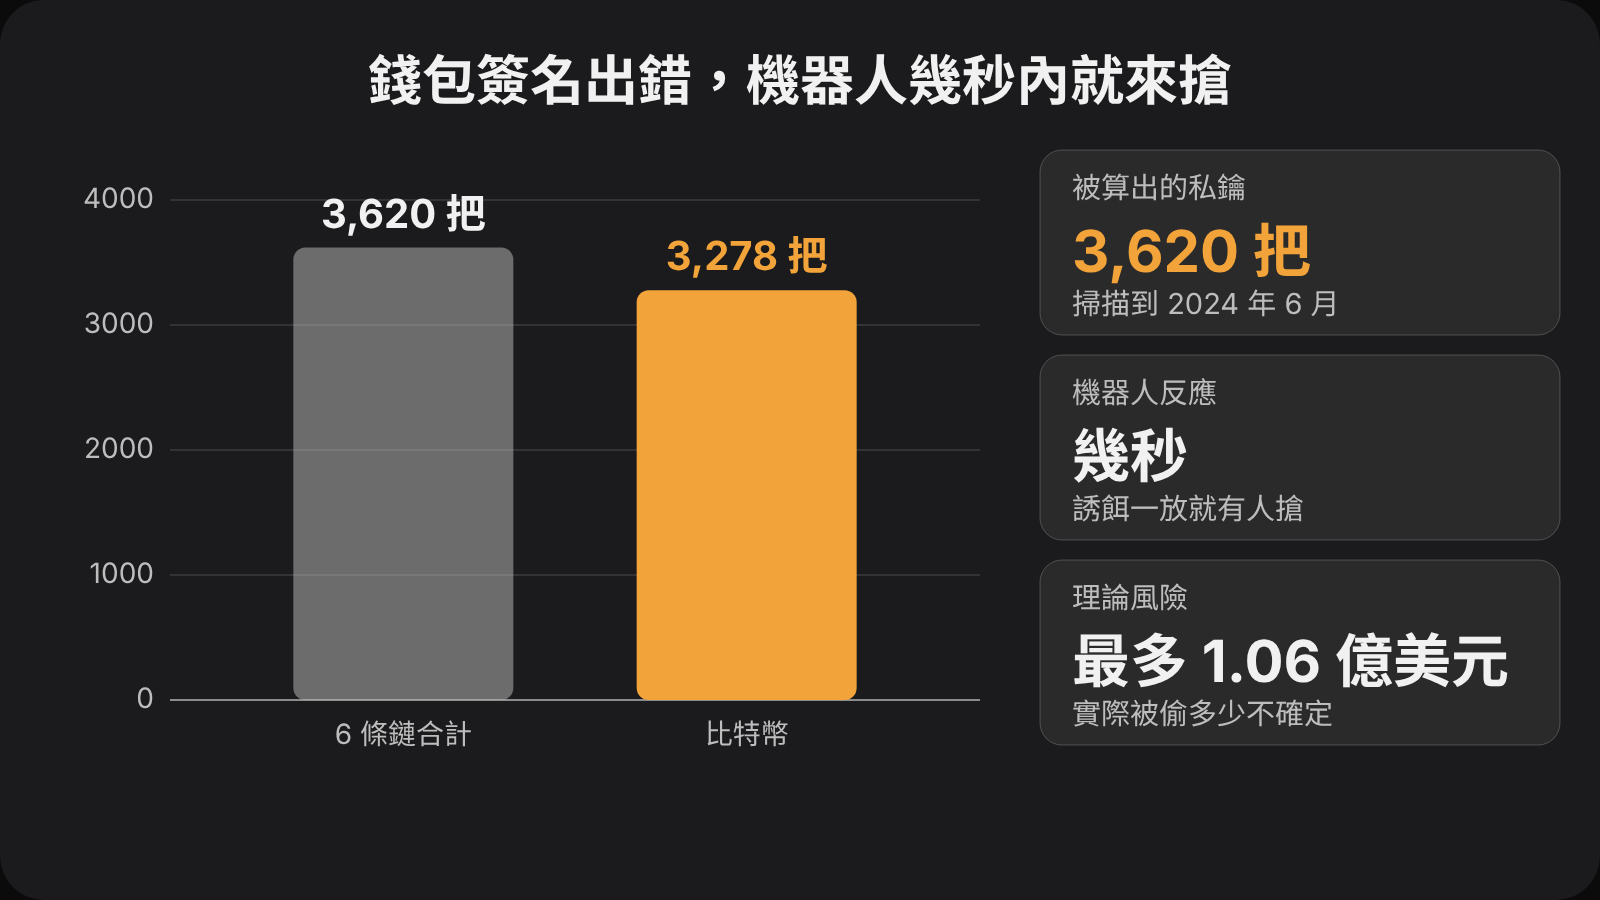 錢包簽名出錯，機器人幾秒內就來搶
4000
3000
2000
1000
0
3,620 把
3,278 把
6 條鏈合計
比特幣
被算出的私鑰
3,620 把
掃描到 2024 年 6 月
機器人反應
幾秒
誘餌一放就有人搶
理論風險
最多 1.06 億美元
實際被偷多少不確定